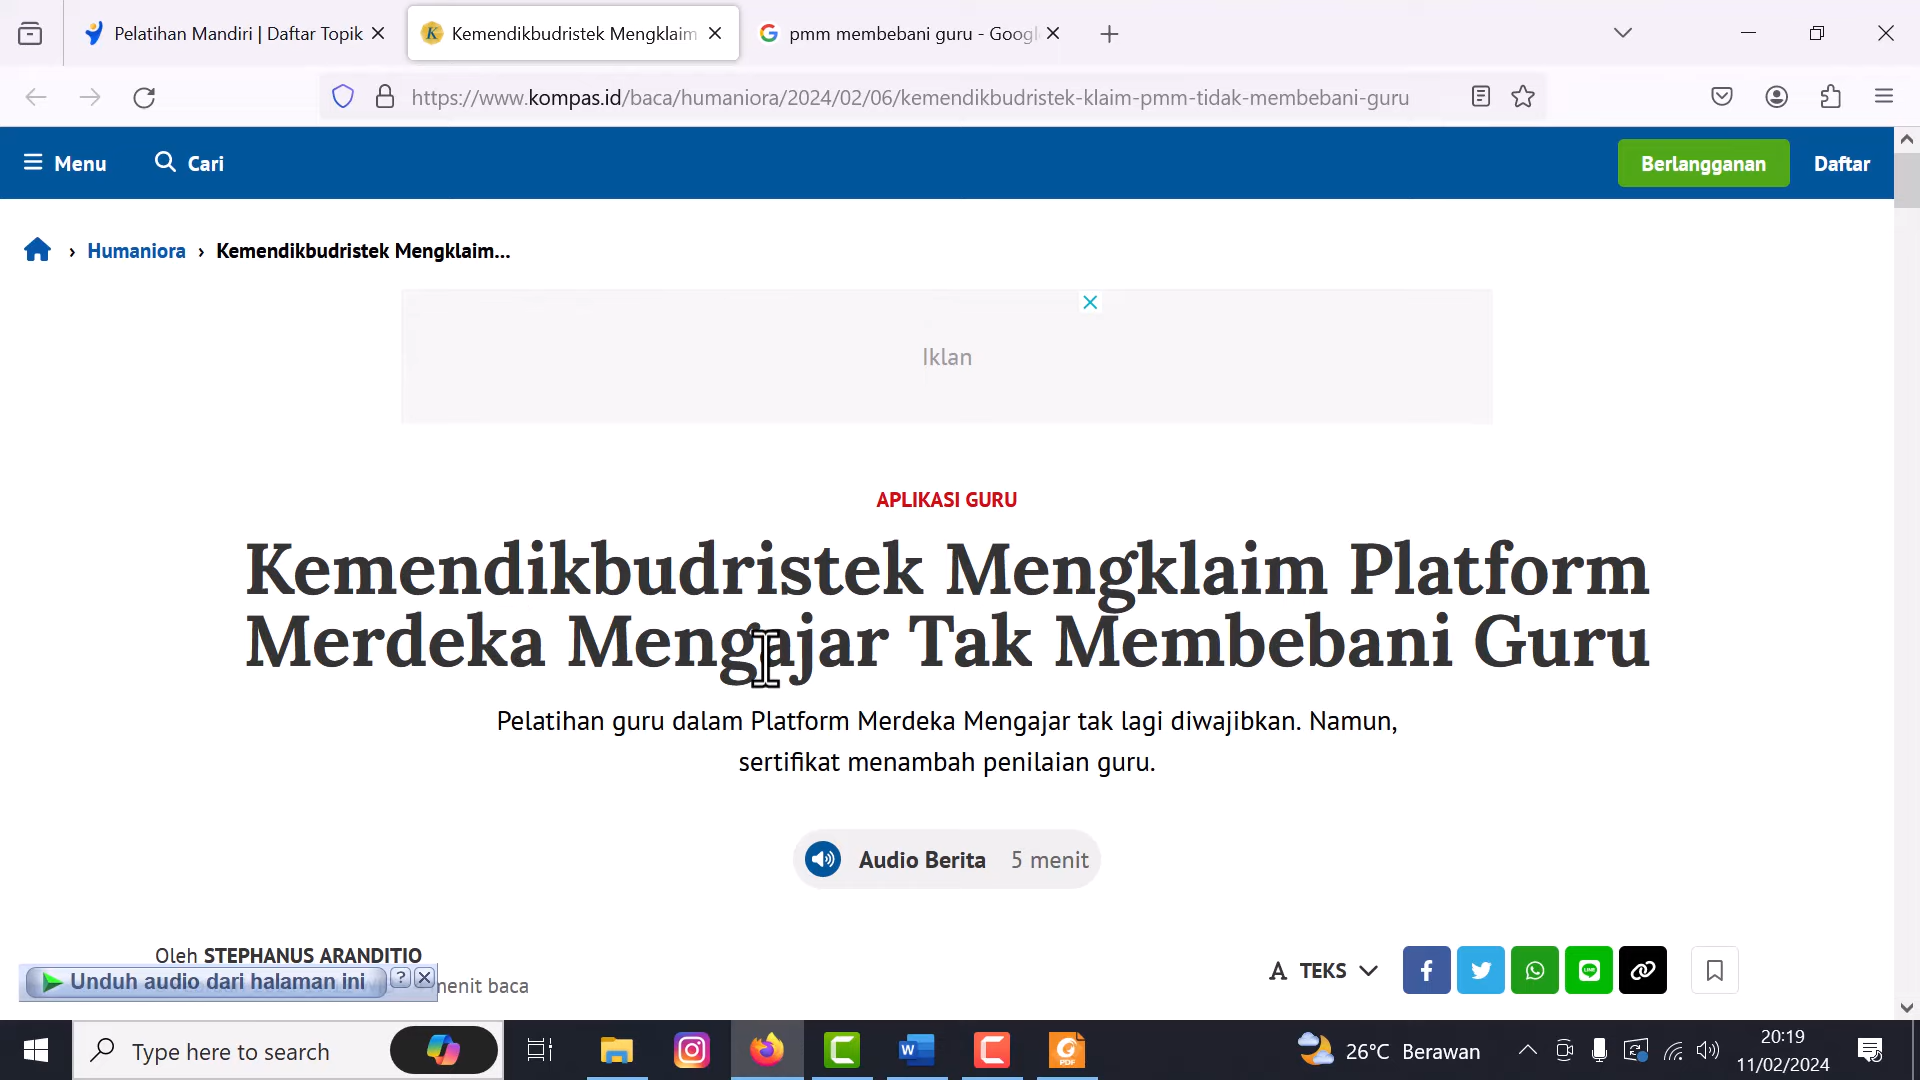 Pelatihan Mandiri | Daftar Topik
Kemendikbudristek Mengklaim
pmm membebani guru - Googl
https://www.kompas.id/baca/humaniora/2024/02/06/kemendikbudristek-klaim-pmm-tidak-membebani-guru
Menu
Cari
Berlangganan
Daftar
› Humaniora › Kemendikbudristek Mengklaim...
Iklan
APLIKASI GURU
Kemendikbudristek Mengklaim Platform
Merdeka Mengajar Tak Membebani Guru
Pelatihan guru dalam Platform Merdeka Mengajar tak lagi diwajibkan. Namun,
sertifikat menambah penilaian guru.
Audio Berita 5 menit
Oleh STEPHANUS ARANDITIO
A TEKS
Unduh audio dari halaman ini ?
menit baca
Type here to search
26°C Berawan
20:19
11/02/2024